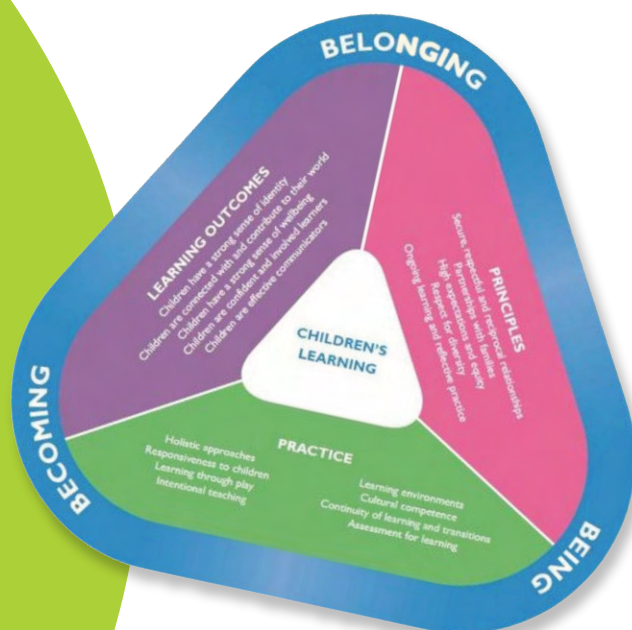 BELONGING
LEARNING OUTCOMES
Children have a strong sense of identity
Children are connected with and contribute to their world
Children have a strong sense of wellbeing
Children are confident and involved learners
Children are effective communicators
PRINCIPLES
Secure, respectful and reciprocal relationships
Partnerships with families
High expectations and equity
Respect for diversity
Ongoing learning and reflective practice
CHILDREN'S
LEARNING
PRACTICE
Holistic approaches
Responsiveness to children
Learning through play
Intentional teaching
Learning environments
Cultural competence
Continuity of learning and transitions
Assessment for learning
BECOMING
BEING